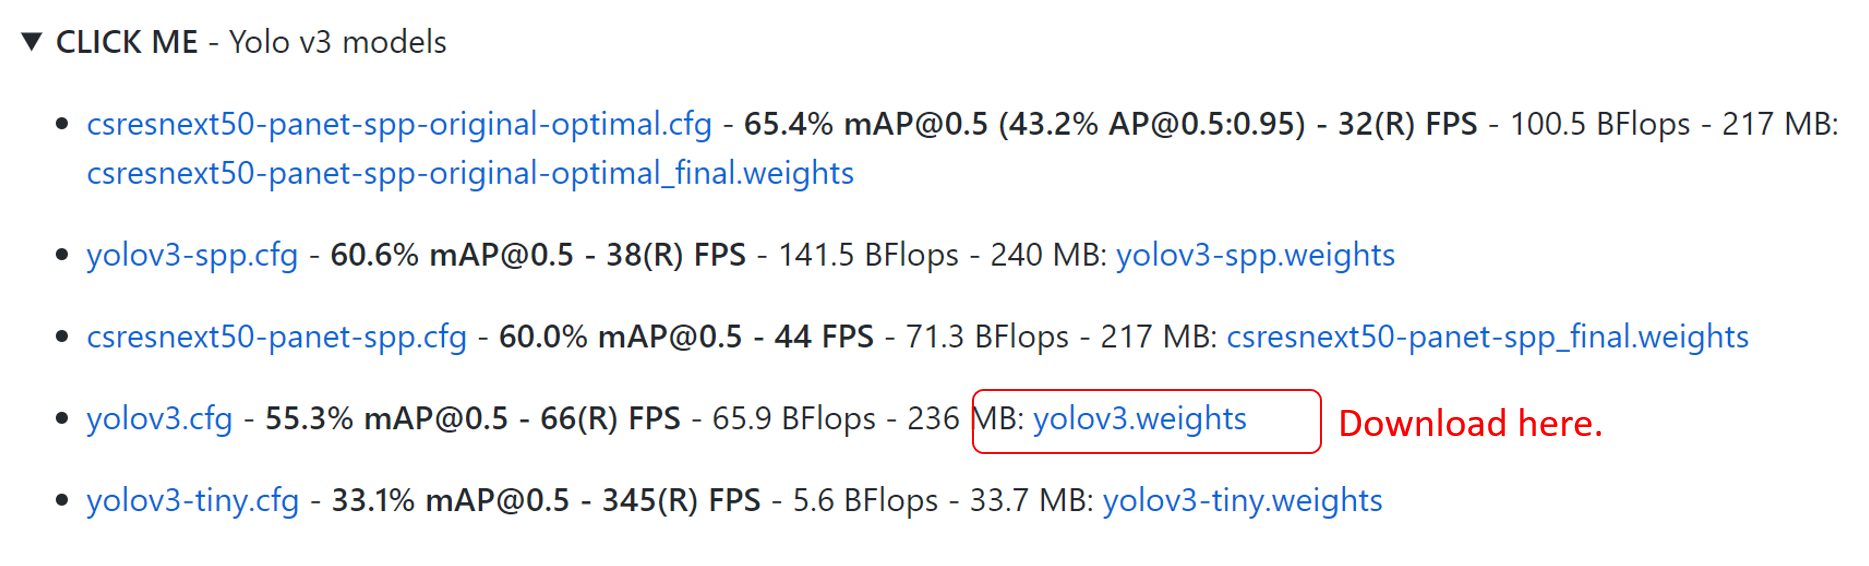 ▼ CLICK ME - Yolo v3 models
• csresnext50-panet-spp-original-optimal.cfg - 65.4% mAP@0.5 (43.2% AP@0.5:0.95) - 32(R) FPS - 100.5 BFlops - 217 MB:
csresnext50-panet-spp-original-optimal_final.weights
• yolov3-spp.cfg - 60.6% mAP@0.5 - 38(R) FPS - 141.5 BFlops - 240 MB: yolov3-spp.weights
• csresnext50-panet-spp.cfg - 60.0% mAP@0.5 - 44 FPS - 71.3 BFlops - 217 MB: csresnext50-panet-spp_final.weights
• yolov3.cfg - 55.3% mAP@0.5 - 66(R) FPS - 65.9 BFlops - 236 MB: yolov3.weights Download here.
• yolov3-tiny.cfg - 33.1% mAP@0.5 - 345(R) FPS - 5.6 BFlops - 33.7 MB: yolov3-tiny.weights